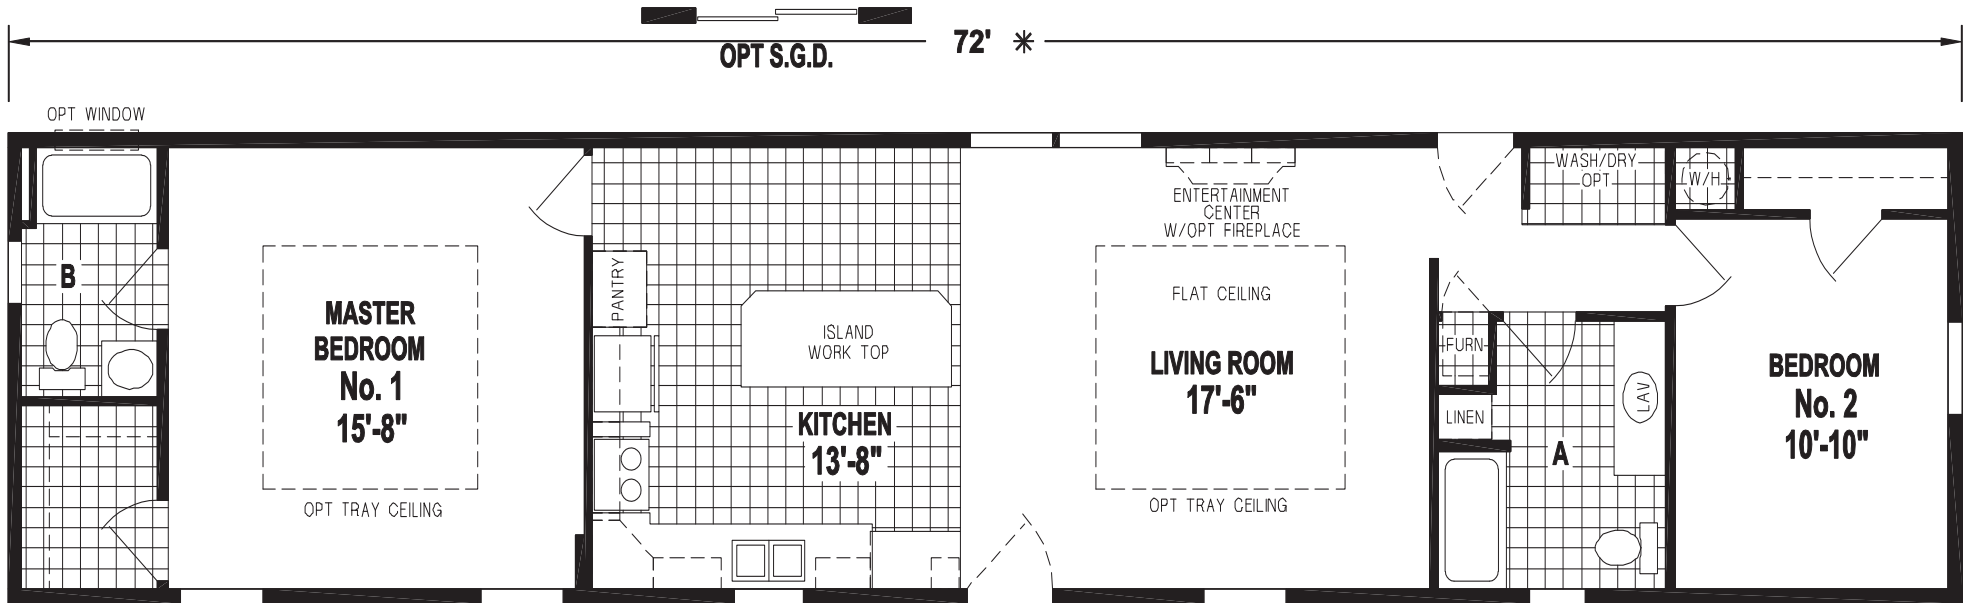 72' *
OPT S.G.D.
OPT WINDOW
B
MASTER
BEDROOM
No. 1
15'-8"
OPT TRAY CEILING
PANTRY
ISLAND
WORK TOP
KITCHEN
13'-8"
ENTERTAINMENT
CENTER
W/OPT FIREPLACE
FLAT CEILING
LIVING ROOM
17'-6"
OPT TRAY CEILING
WASH/DRY
OPT
W/H
FURN
LINEN
LAV
A
BEDROOM
No. 2
10'-10"